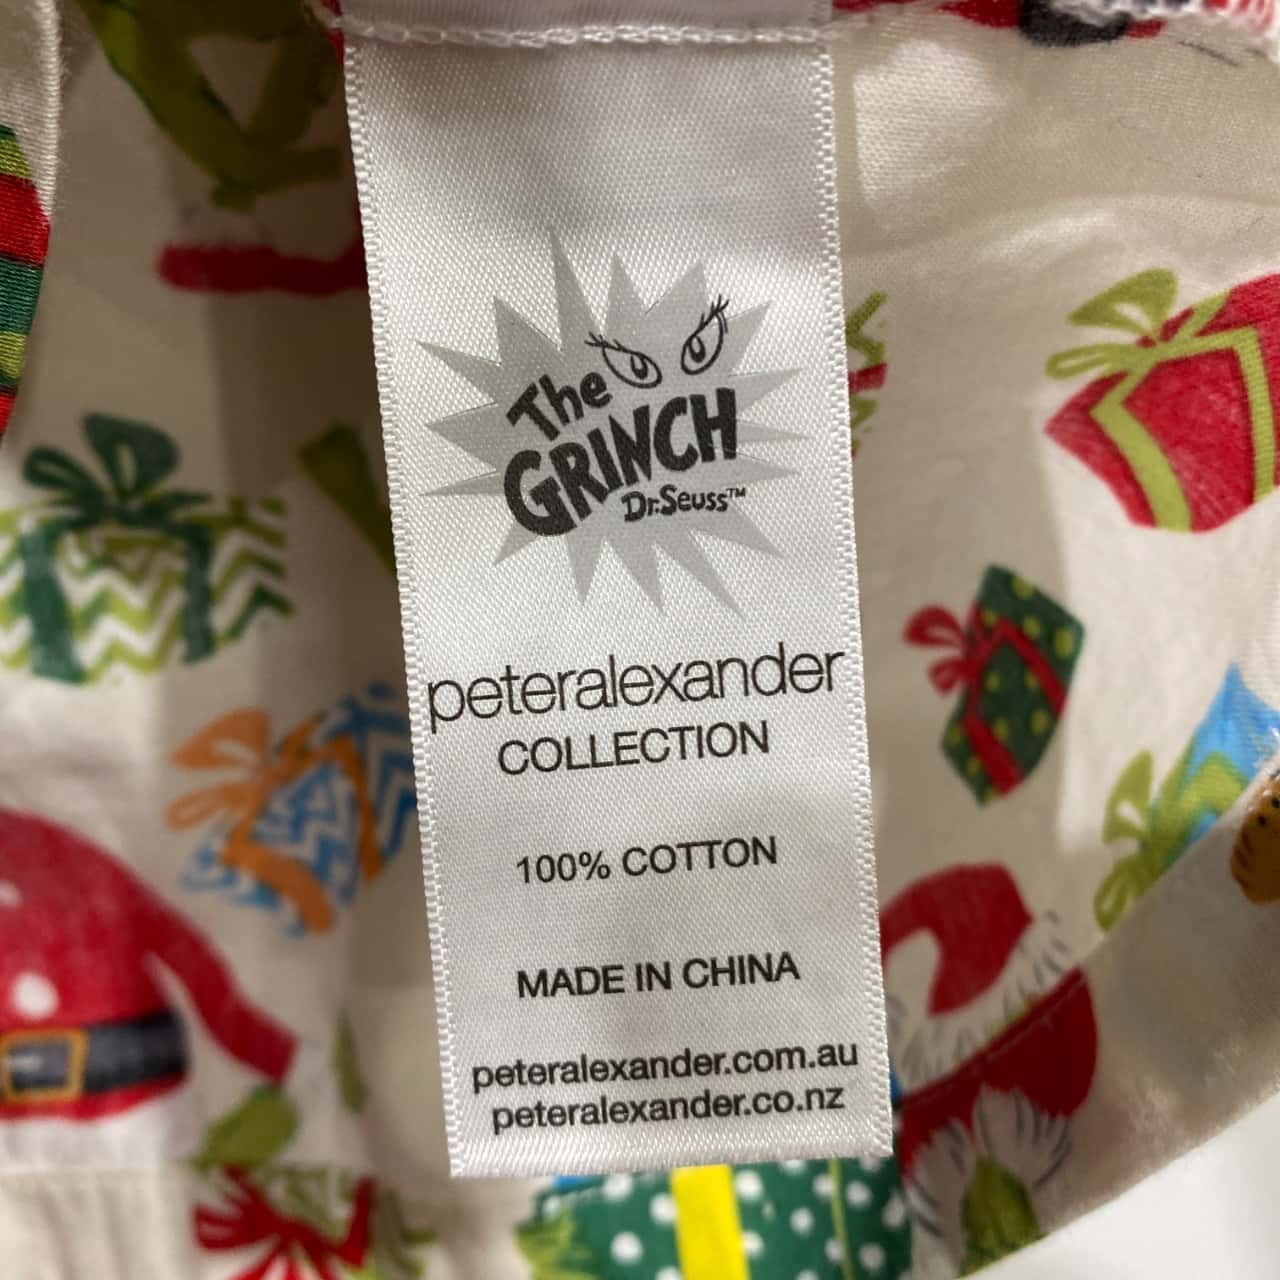 The
GRINCH
Dr.Seuss™
peteralexander
COLLECTION
100% COTTON
MADE IN CHINA
peteralexander.com.au
peteralexander.co.nz